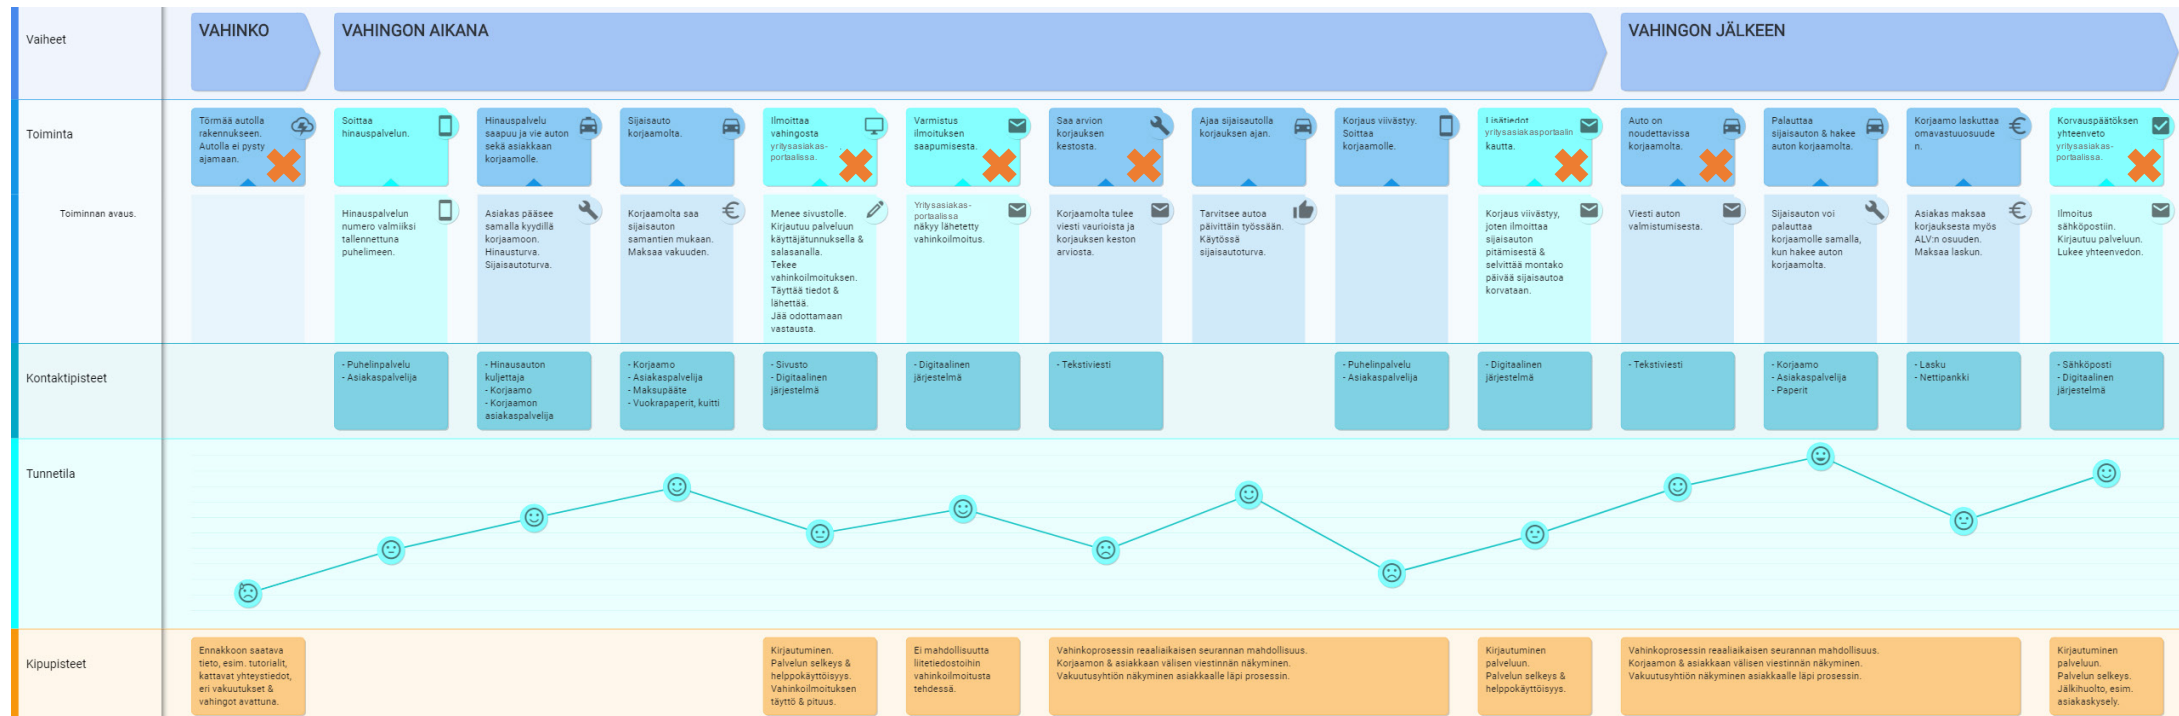 Vaiheet
VAHINKO
VAHINGON AIKANA
VAHINGON JÄLKEEN
Toiminta
Törmää autolla
rakennukseen.
Autolla ei pysty
ajamaan.
Soittaa
hinauspalvelun.
Hinauspalvelu
saapuu ja vie auton
sekä asiakkaan
korjaamolle.
Sijaisauto
korjaamolta.
Ilmoittaa
vahingosta
yritysasiakas-
portaalissa.
Varmistus
ilmoituksen
saapumisesta.
Saa arvion
korjauksen
kestosta.
Ajaa sijaisautolla
korjauksen ajan.
Korjaus viivästyy.
Soittaa
korjaamolle.
Lisätiedot
yritysasiakasportaalin
kautta.
Auto on
noudettavissa
korjaamolta.
Palauttaa
sijaisauton & hakee
auton korjaamolta.
Korjaamo laskuttaa
omavastuuosuude
n.
Korvauspäätöksen
yhteenveto
yritysasiakas-
portaalissa.
Toiminnan avaus.
Hinauspalvelun
numero valmiiksi
tallennettuna
puhelimeen.
Asiakas pääsee
samalla kyydillä
korjaamoon.
Hinausturva.
Sijaisautoturva.
Korjaamolta saa
sijaisauton
samantien mukaan.
Maksaa vakuuden.
Menee sivustolle.
Kirjautuu palveluun
käyttäjätunnuksella &
salasanalla.
Tekee
vahinkoilmoituksen.
Täyttää tiedot &
lähettää.
Jää odottamaan
vastausta.
Yritysasiakas-
portaalissa
näkyy lähetetty
vahinkoilmoitus.
Korjaamolta tulee
viesti vaurioista ja
korjauksen keston
arviosta.
Tarvitsee autoa
päivittäin työssään.
Käytössä
sijaisautoturva.
Korjaus viivästyy,
joten ilmoittaa
sijaisauton
pitämisestä &
selvittää montako
päivää sijaisautoa
korvataan.
Viesti auton
valmistumisesta.
Sijaisauton voi
palauttaa
korjaamolle samalla,
kun hakee auton
korjaamolta.
Asiakas maksaa
korjauksesta myös
ALV:n osuuden.
Maksaa laskun.
Ilmoitus
sähköpostiin.
Kirjautuu palveluun.
Lukee yhteenvedon.
Kontaktipisteet
- Puhelinpalvelu
- Asiakaspalvelija
- Hinausauton
kuljettaja
- Korjaamo
- Korjaamon
asiakaspalvelija
- Korjaamo
- Asiakaspalvelija
- Maksupääte
- Vuokrapaperit, kuitti
- Sivusto
- Digitaalinen
järjestelmä
- Digitaalinen
järjestelmä
- Tekstiviesti
- Puhelinpalvelu
- Asiakaspalvelija
- Digitaalinen
järjestelmä
- Tekstiviesti
- Korjaamo
- Asiakaspalvelija
- Paperit
- Lasku
- Nettipankki
- Sähköposti
- Digitaalinen
järjestelmä
Tunnetila
Kipupisteet
Ennakkoon saatava
tieto, esim. tutorialit,
kattavat yhteystiedot,
eri vakuutukset &
vahingot avattuna.
Kirjautuminen.
Palvelun selkeys &
helppokäyttöisyys.
Vahinkoilmoituksen
täyttö & pituus.
Ei mahdollisuutta
liitetiedostoihin
vahinkoilmoitusta
tehdessä.
Vahinkoprosessin reaaliaikaisen seurannan mahdollisuus.
Korjaamon & asiakkaan välisen viestinnän näkyminen.
Vakuutusyhtiön näkyminen asiakkaalle läpi prosessin.
Kirjautuminen
palveluun.
Palvelun selkeys &
helppokäyttöisyys.
Vahinkoprosessin reaaliaikaisen seurannan mahdollisuus.
Korjaamon & asiakkaan välisen viestinnän näkyminen.
Vakuutusyhtiön näkyminen asiakkaalle läpi prosessin.
Kirjautuminen
palveluun.
Palvelun selkeys.
Jälkihuolto, esim.
asiakaskysely.